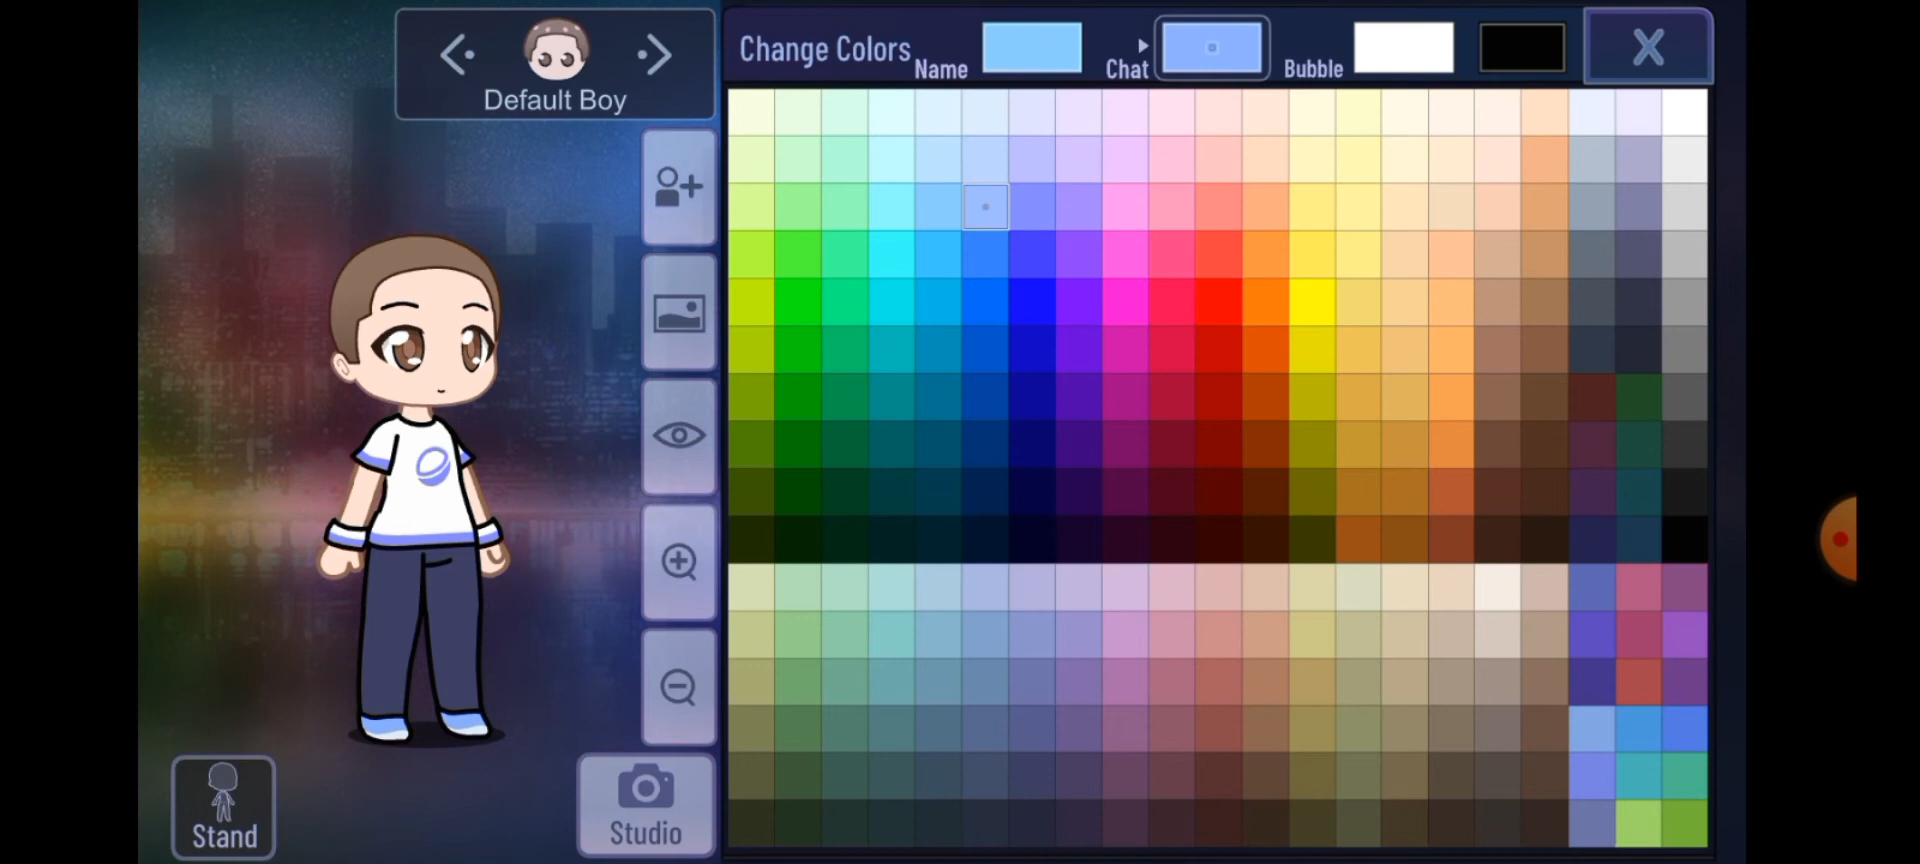 Default Boy
Change Colors
Name
Chat
Bubble
X
Stand
Studio